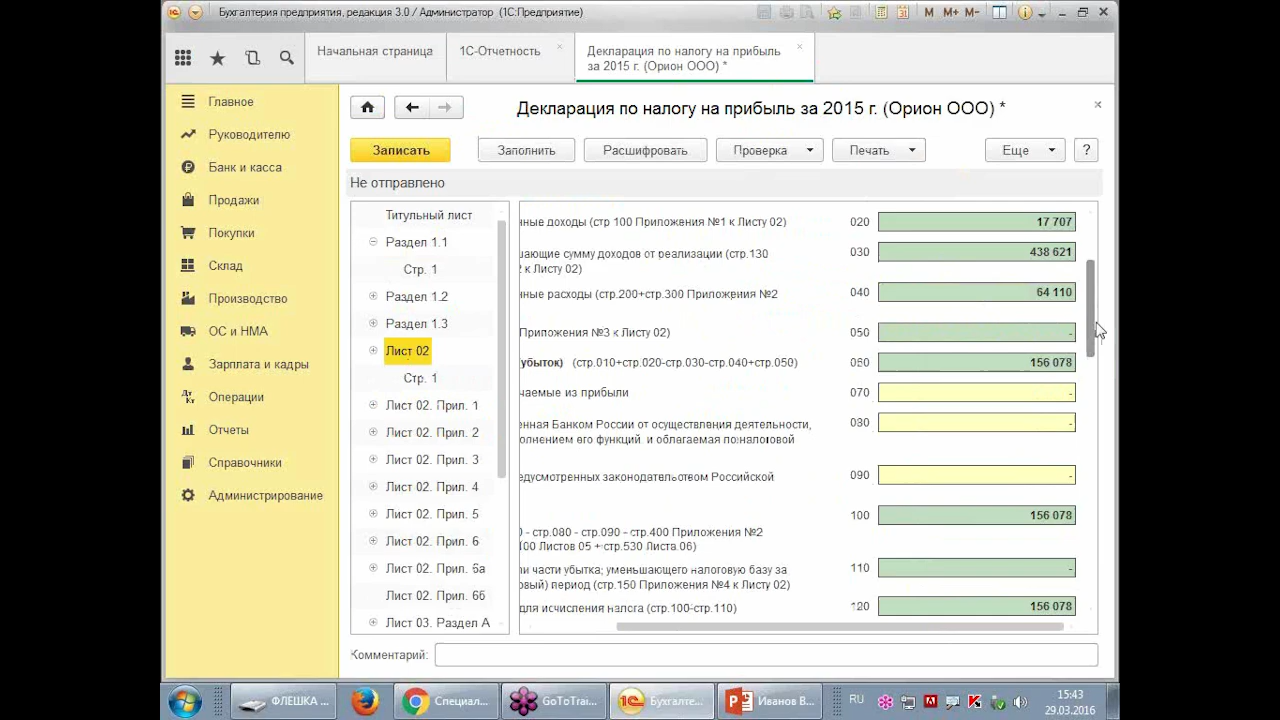 Бухгалтерия предприятия, редакция 3.0 / Администратор (1С:Предприятие)
M M+ M-
Начальная страница
1С-Отчетность
Декларация по налогу на прибыль
за 2015 г. (Орион ООО) *
Главное
Руководителю
Банк и касса
Продажи
Покупки
Склад
Производство
ОС и НМА
Зарплата и кадры
Операции
Отчеты
Справочники
Администрирование
Декларация по налогу на прибыль за 2015 г. (Орион ООО) *
Записать
Заполнить
Расшифровать
Проверка
Печать
Еще
?
Не отправлено
Титульный лист
Раздел 1.1
Стр. 1
Раздел 1.2
Раздел 1.3
Лист 02
Стр. 1
Лист 02. Прил. 1
Лист 02. Прил. 2
Лист 02. Прил. 3
Лист 02. Прил. 4
Лист 02. Прил. 5
Лист 02. Прил. 6
Лист 02. Прил. 6а
Лист 02. Прил. 6б
Лист 03. Раздел А
нные доходы (стр 100 Приложения №1 к Листу 02) 020 17 707
ающие сумму доходов от реализации (стр.130 030 438 621
2 к Листу 02)
нные расходы (стр.200+стр.300 Приложения №2 040 64 110
Приложения №3 к Листу 02) 050 -
убыток) (стр.010+стр.020-стр.030-стр.040+стр.050) 060 156 078
чаемые из прибыли 070 -
енная Банком России от осуществления деятельности, 080 -
олнением его функций, и облагаемая по налоговой
едусмотренных законодательством Российской 090 -
100 156 078
0 - стр.080 - стр.090 - стр.400 Приложения №2
100 Листов 05 + стр.530 Листа 06)
ли части убытка, уменьшающего налоговую базу за 110 -
овый) период (стр.150 Приложения №4 к Листу 02)
для исчисления налога (стр.100-стр.110) 120 156 078
Комментарий:
ФЛЕШКА ...
Специал...
GoToTrai...
Бухгалте...
Иванов В...
RU
15:43
29.03.2016